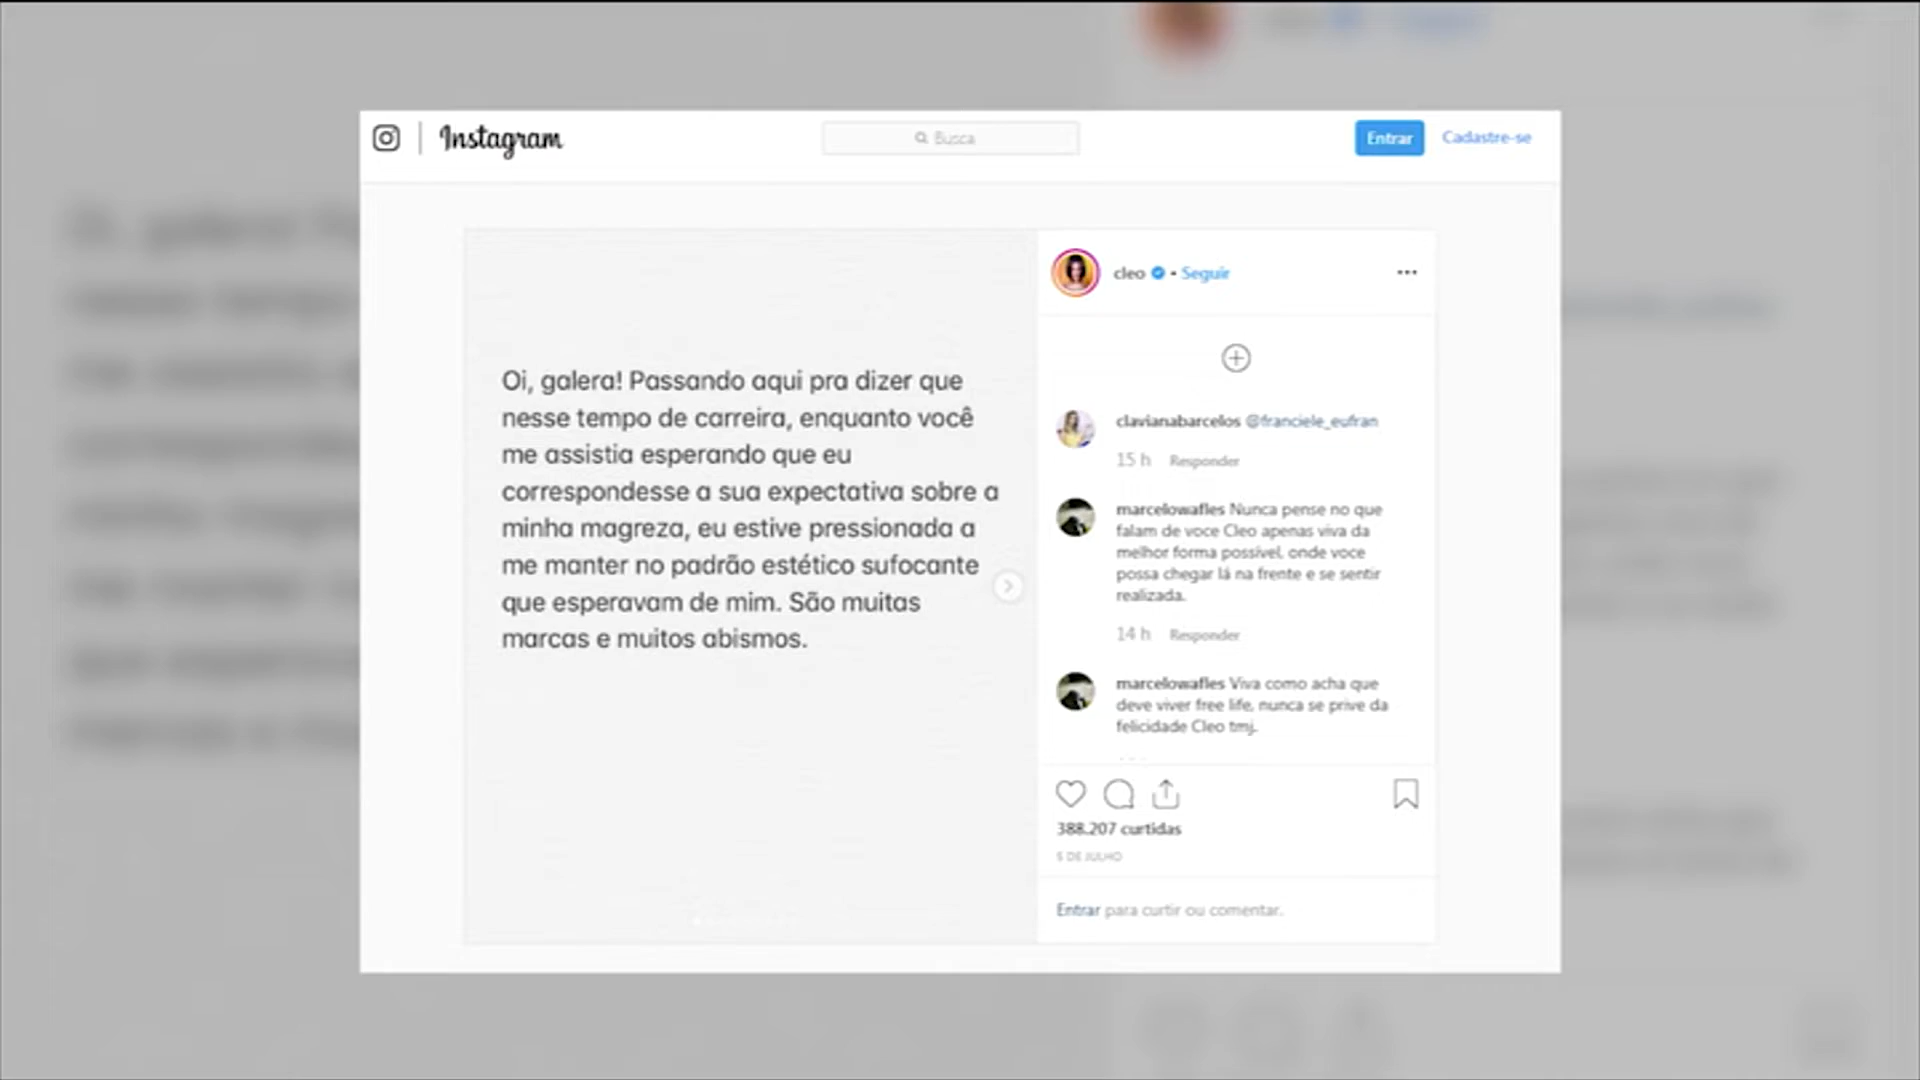 Instagram
Busca
Entrar
Cadastre-se
Oi, galera! Passando aqui pra dizer que
nesse tempo de carreira, enquanto você
me assistia esperando que eu
correspondesse a sua expectativa sobre a
minha magreza, eu estive pressionada a
me manter no padrão estético sufocante
que esperavam de mim. São muitas
marcas e muitos abismos.
cleo • Seguir
clavianabarcelos @franciele_eufran
15 h Responder
marcelowafles Nunca pense no que
falam de voce Cleo apenas viva da
melhor forma possível, onde voce
possa chegar lá na frente e se sentir
realizada.
14 h Responder
marcelowafles Viva como acha que
deve viver free life, nunca se prive da
felicidade Cleo tmj.
388.207 curtidas
5 DE JULHO
Entrar para curtir ou comentar.